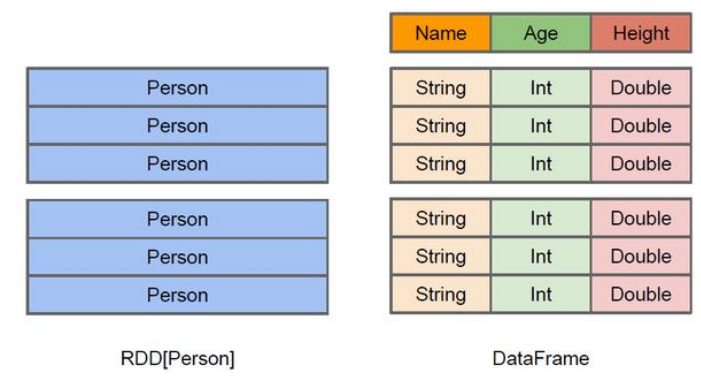 Name Age Height
Person String Int Double
Person String Int Double
Person String Int Double
Person String Int Double
Person String Int Double
Person String Int Double
RDD[Person] DataFrame